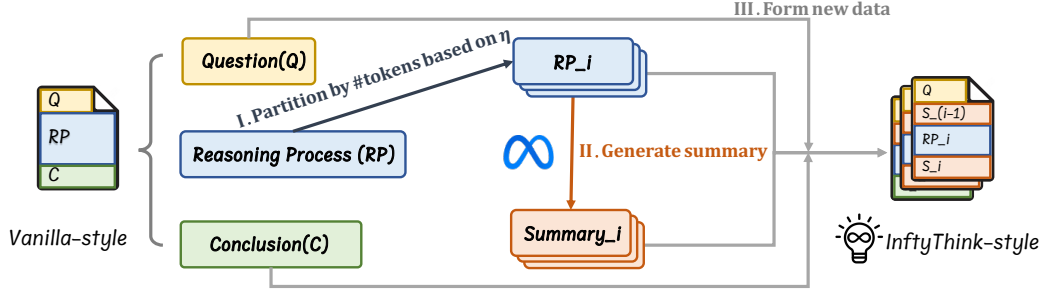 III. Form new data
Question(Q)
I. Partition by #tokens based on η
RP_i
Q
RP
C
Vanilla-style
Reasoning Process (RP)
II. Generate summary
Conclusion(C)
Summary_i
Q
S_(i-1)
RP_i
S_i
InftyThink-style